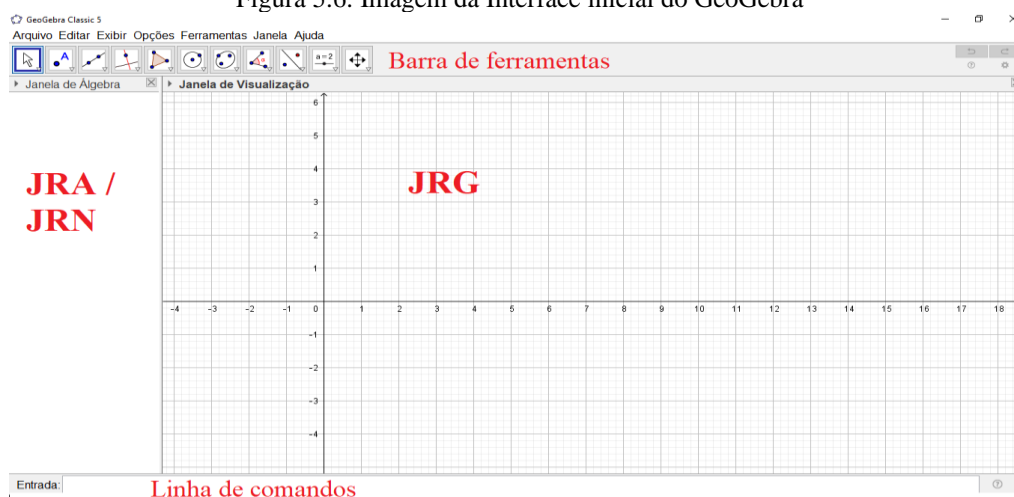 Figura 5.6: Imagem da Interface inicial do GeoGebra
GeoGebra Classic 5
Arquivo Editar Exibir Opções Ferramentas Janela Ajuda
A a=2 Barra de ferramentas
Janela de Álgebra Janela de Visualização
6
5
4
JRA / JRG
JRN
3
2
1
-4 -3 -2 -1 0 1 2 3 4 5 6 7 8 9 10 11 12 13 14 15 16 17 18
-1
-2
-3
-4
Entrada: Linha de comandos